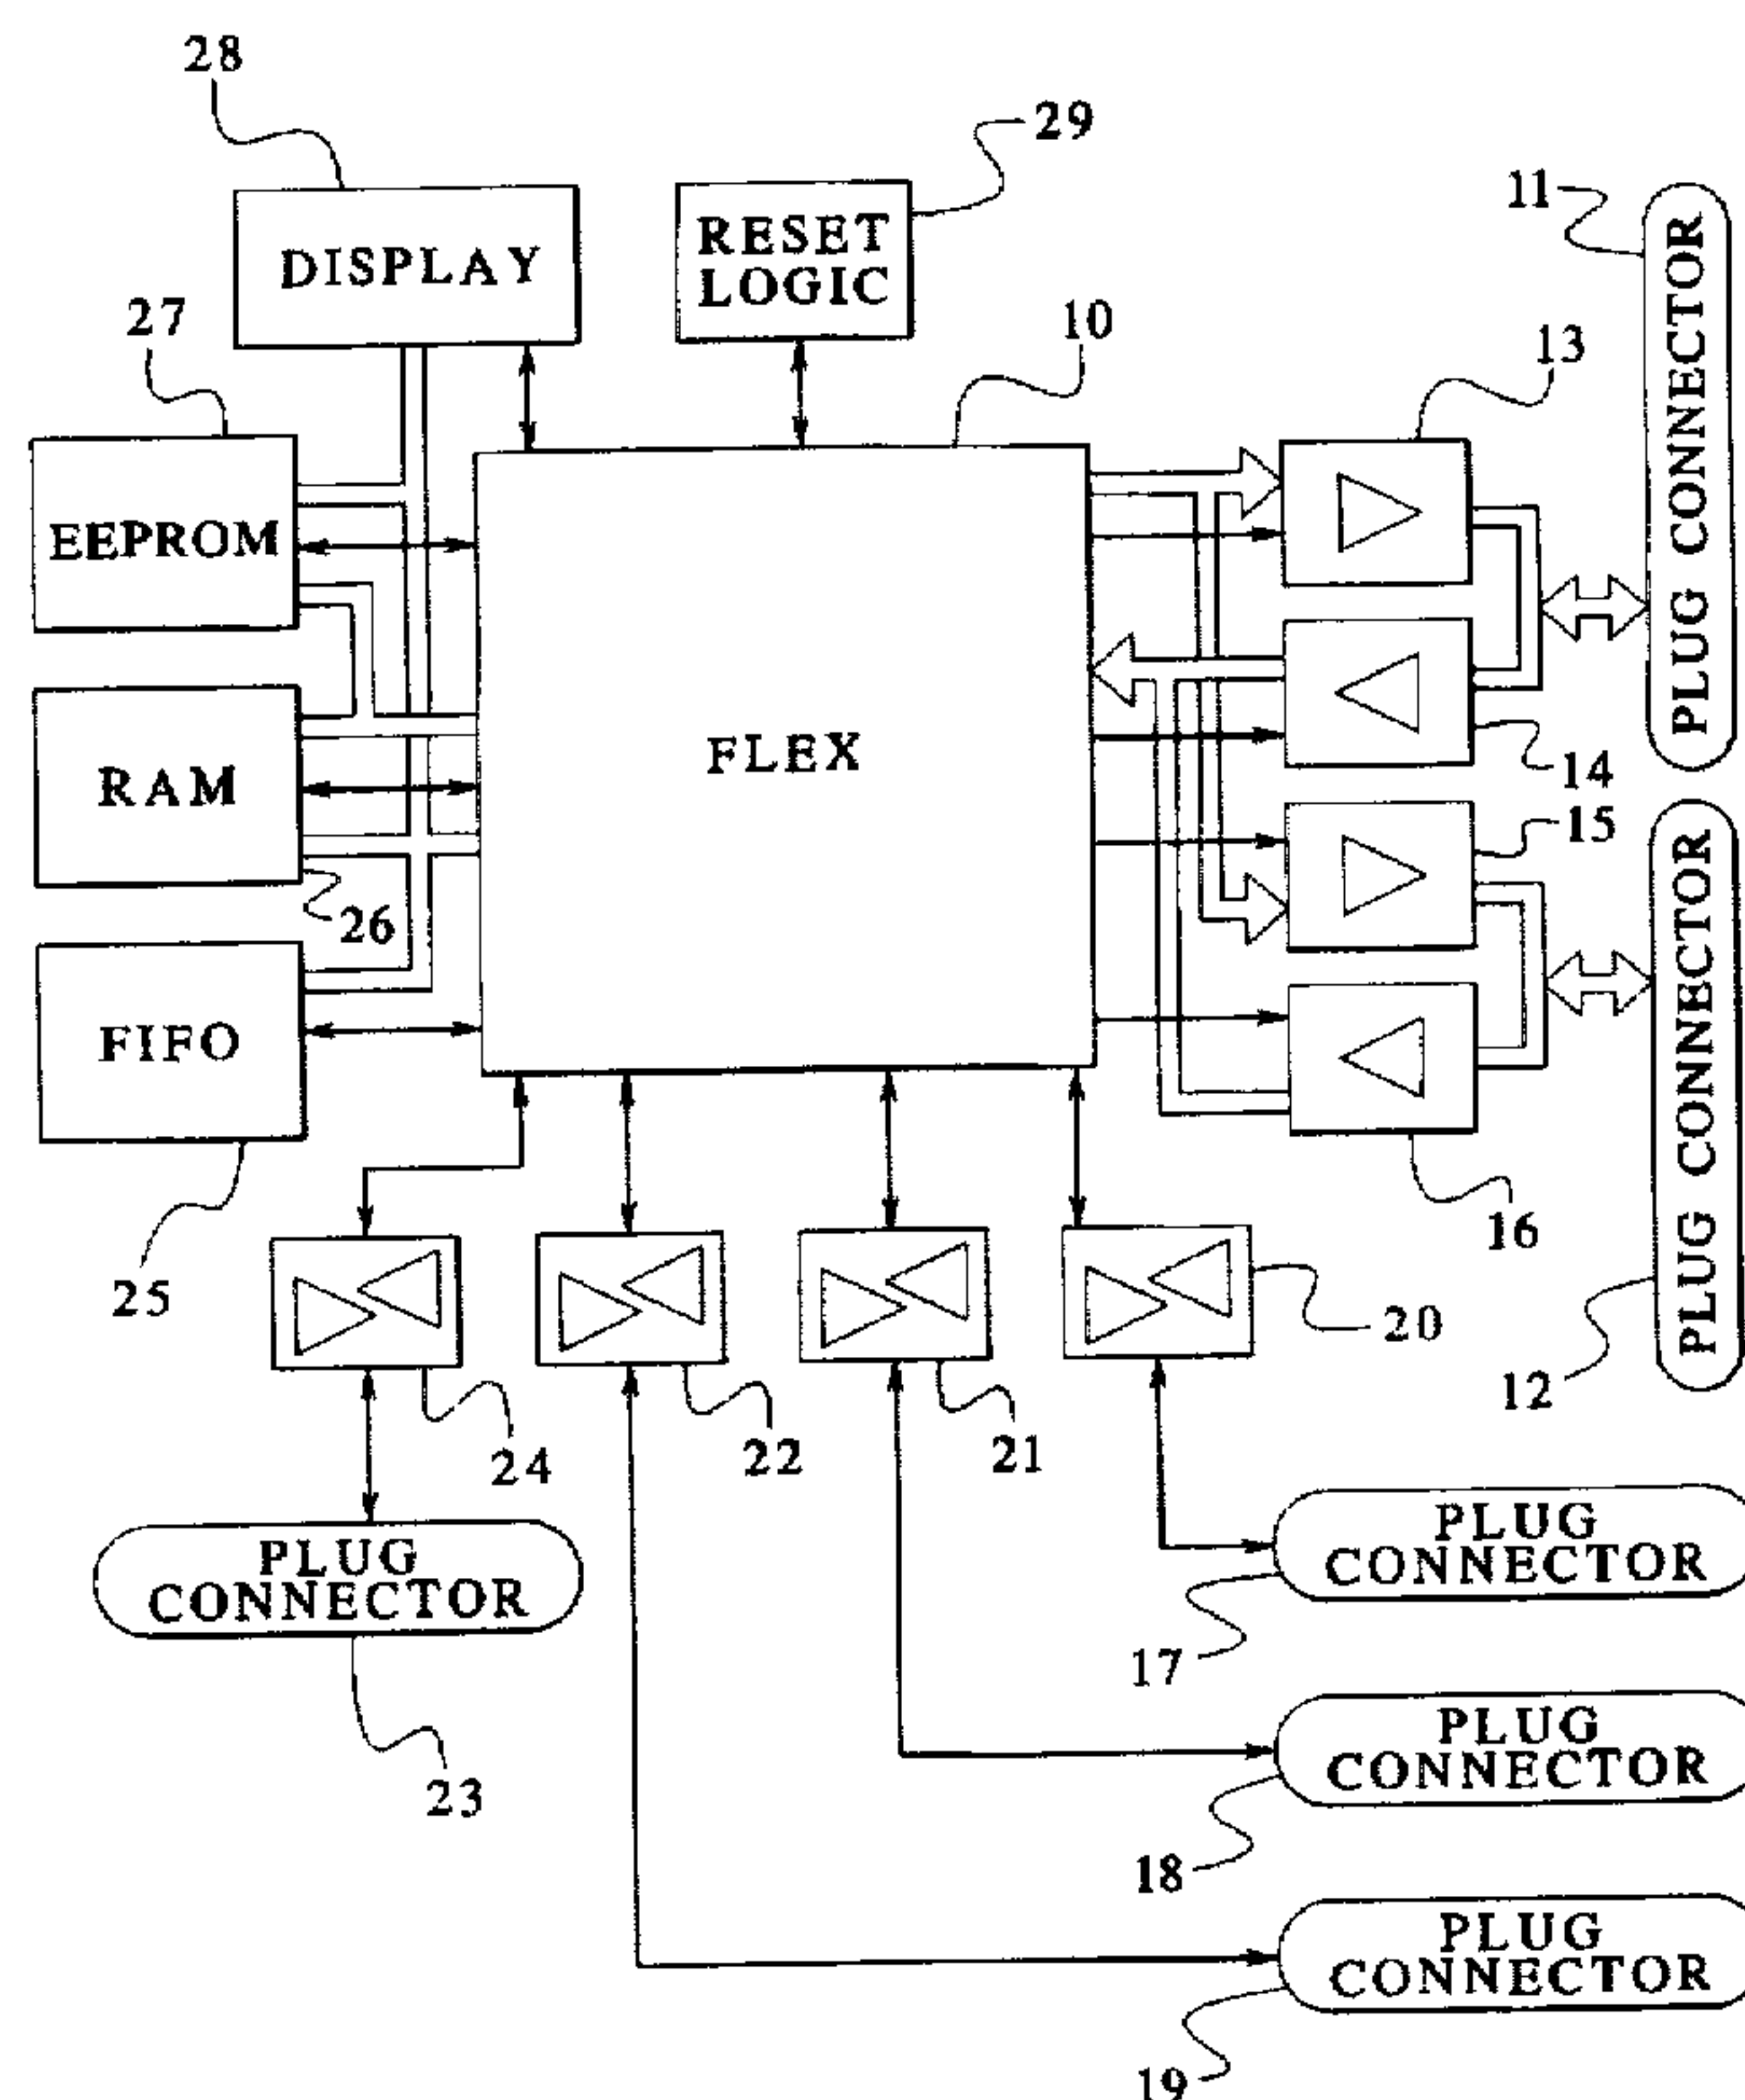 28
29
11
DISPLAY
RESET
LOGIC
PLUG CONNECTOR
27
10
13
EEPROM
FLEX
14
RAM
15
PLUG CONNECTOR
26
FIFO
16
25
20
12
24
22
21
PLUG
CONNECTOR
PLUG
CONNECTOR
17
23
PLUG
CONNECTOR
18
PLUG
CONNECTOR
19